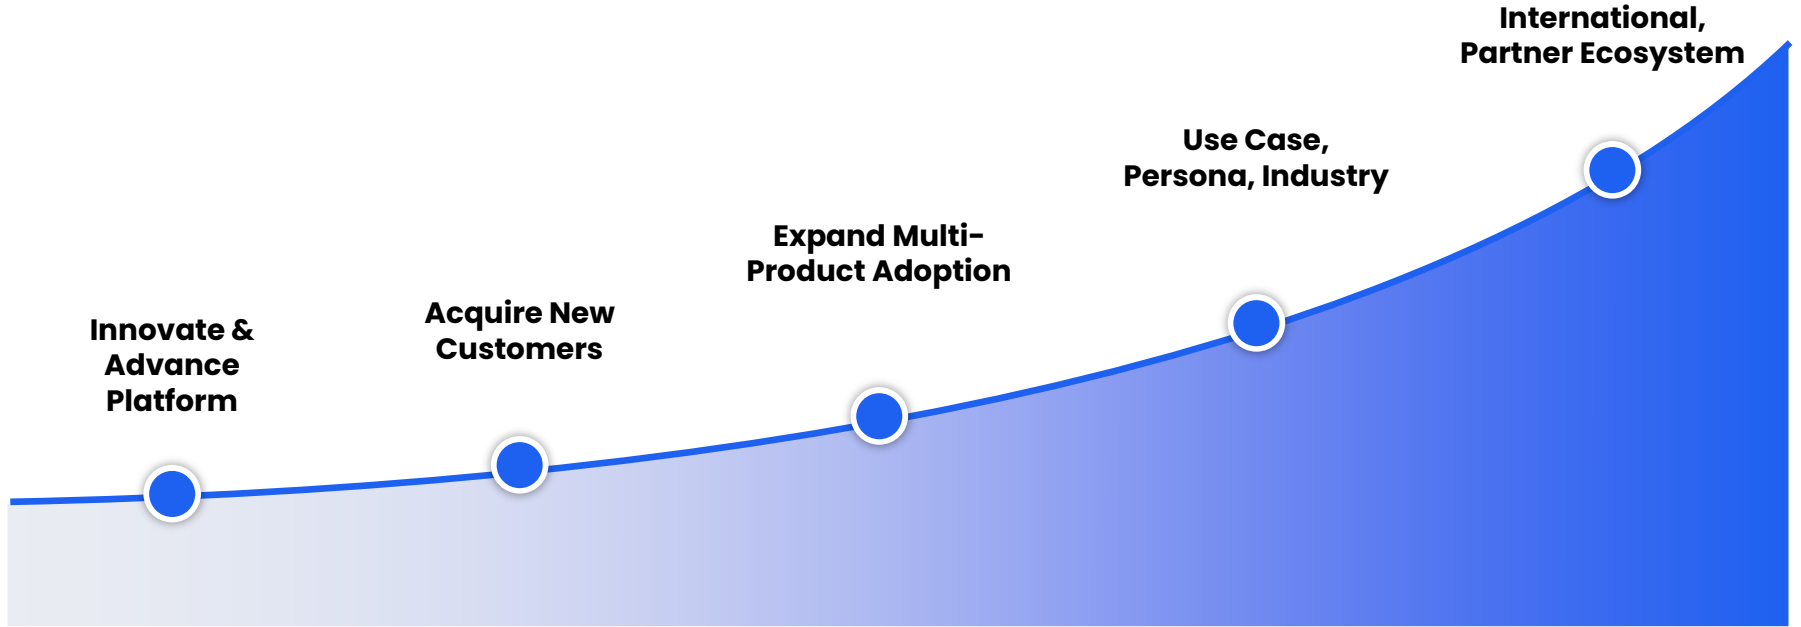 Innovate &
Advance
Platform
Acquire New
Customers
Expand Multi-
Product Adoption
Use Case,
Persona, Industry
International,
Partner Ecosystem